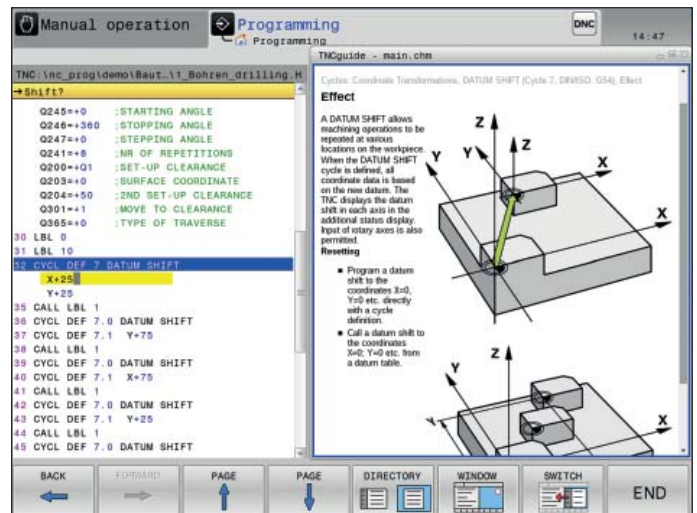 Manual operation
Programming
Programming
DNC
14:47
TNC:\nc_prog\demo\Baut…\1_Bohren_drilling.H
→Shift?
Q245=+0 ;STARTING ANGLE
Q246=+360 ;STOPPING ANGLE
Q247=+0 ;STEPPING ANGLE
Q241=+8 ;NR OF REPETITIONS
Q200=+Q1 ;SET-UP CLEARANCE
Q203=+0 ;SURFACE COORDINATE
Q204=+50 ;2ND SET-UP CLEARANCE
Q301=+1 ;MOVE TO CLEARANCE
Q365=+0 ;TYPE OF TRAVERSE
30 LBL 0
31 LBL 10
32 CYCL DEF 7 DATUM SHIFT
X+25
Y+25
35 CALL LBL 1
36 CYCL DEF 7.0 DATUM SHIFT
37 CYCL DEF 7.1 Y+75
38 CALL LBL 1
39 CYCL DEF 7.0 DATUM SHIFT
40 CYCL DEF 7.1 X+75
41 CALL LBL 1
42 CYCL DEF 7.0 DATUM SHIFT
43 CYCL DEF 7.1 Y+25
44 CALL LBL 1
45 CYCL DEF 7.0 DATUM SHIFT
TNCguide - main.chm
Cycles: Coordinate Transformations, DATUM SHIFT (Cycle 7, DIN/ISO: G54), Effect
Effect
A DATUM SHIFT allows
machining operations to be
repeated at various
locations on the workpiece.
When the DATUM SHIFT
cycle is defined, all
coordinate data is based
on the new datum. The
TNC displays the datum
shift in each axis in the
additional status display.
Input of rotary axes is also
permitted.
Resetting
■ Program a datum
shift to the
coordinates X=0,
Y=0 etc. directly
with a cycle
definition.
■ Call a datum shift to
the coordinates
X=0; Y=0 etc. from
a datum table.
Z
Z
Y
Y
X
X
Z
Y
X
BACK
FORWARD
PAGE
PAGE
DIRECTORY
WINDOW
SWITCH
END